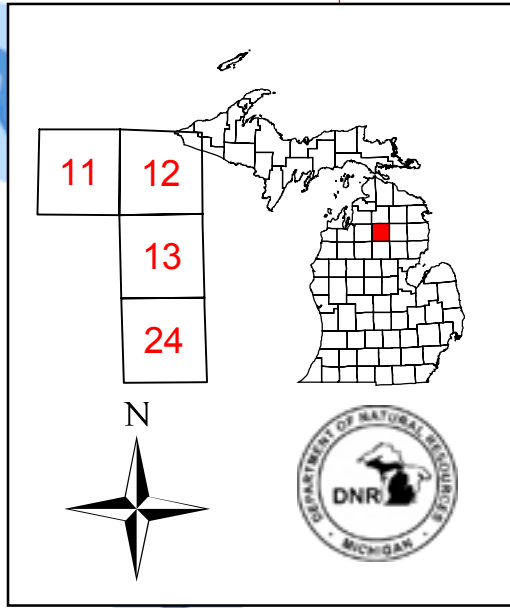 11
12
13
24
N
DEPARTMENT OF NATURAL RESOURCES
DNR
MICHIGAN